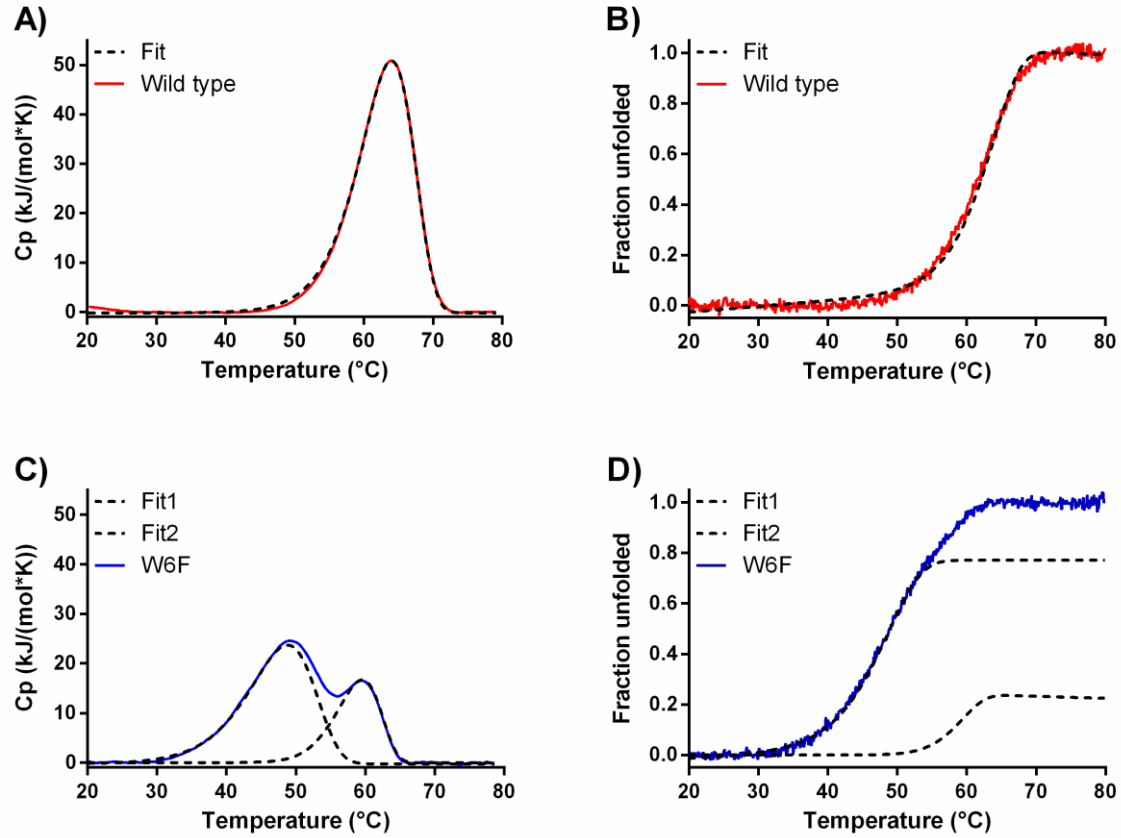 A)
Fit
Wild type
Cp (kJ/(mol*K))
50
40
30
20
10
0
20 30 40 50 60 70 80
Temperature (°C)
B)
Fit
Wild type
Fraction unfolded
1.0
0.8
0.6
0.4
0.2
0.0
20 30 40 50 60 70 80
Temperature (°C)
C)
Fit1
Fit2
W6F
Cp (kJ/(mol*K))
50
40
30
20
10
0
20 30 40 50 60 70 80
Temperature (°C)
D)
Fit1
Fit2
W6F
Fraction unfolded
1.0
0.8
0.6
0.4
0.2
0.0
20 30 40 50 60 70 80
Temperature (°C)